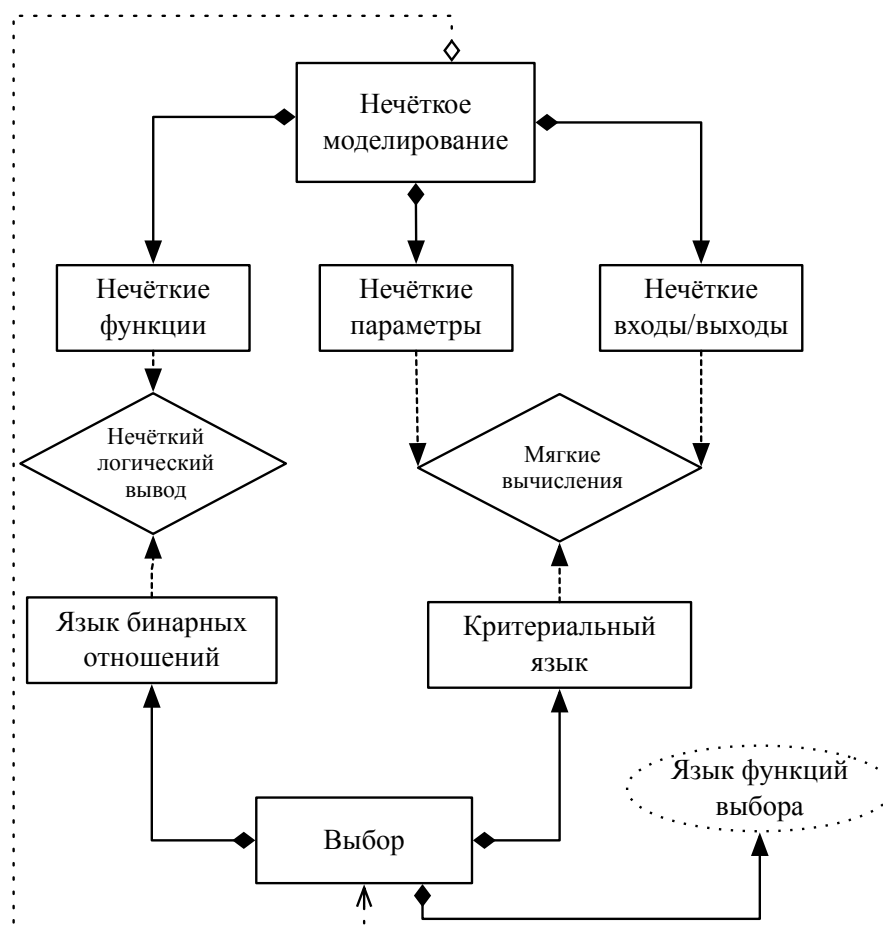 Нечёткое
моделирование
Нечёткие
функции
Нечёткие
параметры
Нечёткие
входы/выходы
Нечёткий
логический
вывод
Мягкие
вычисления
Язык бинарных
отношений
Критериальный
язык
Язык функций
выбора
Выбор